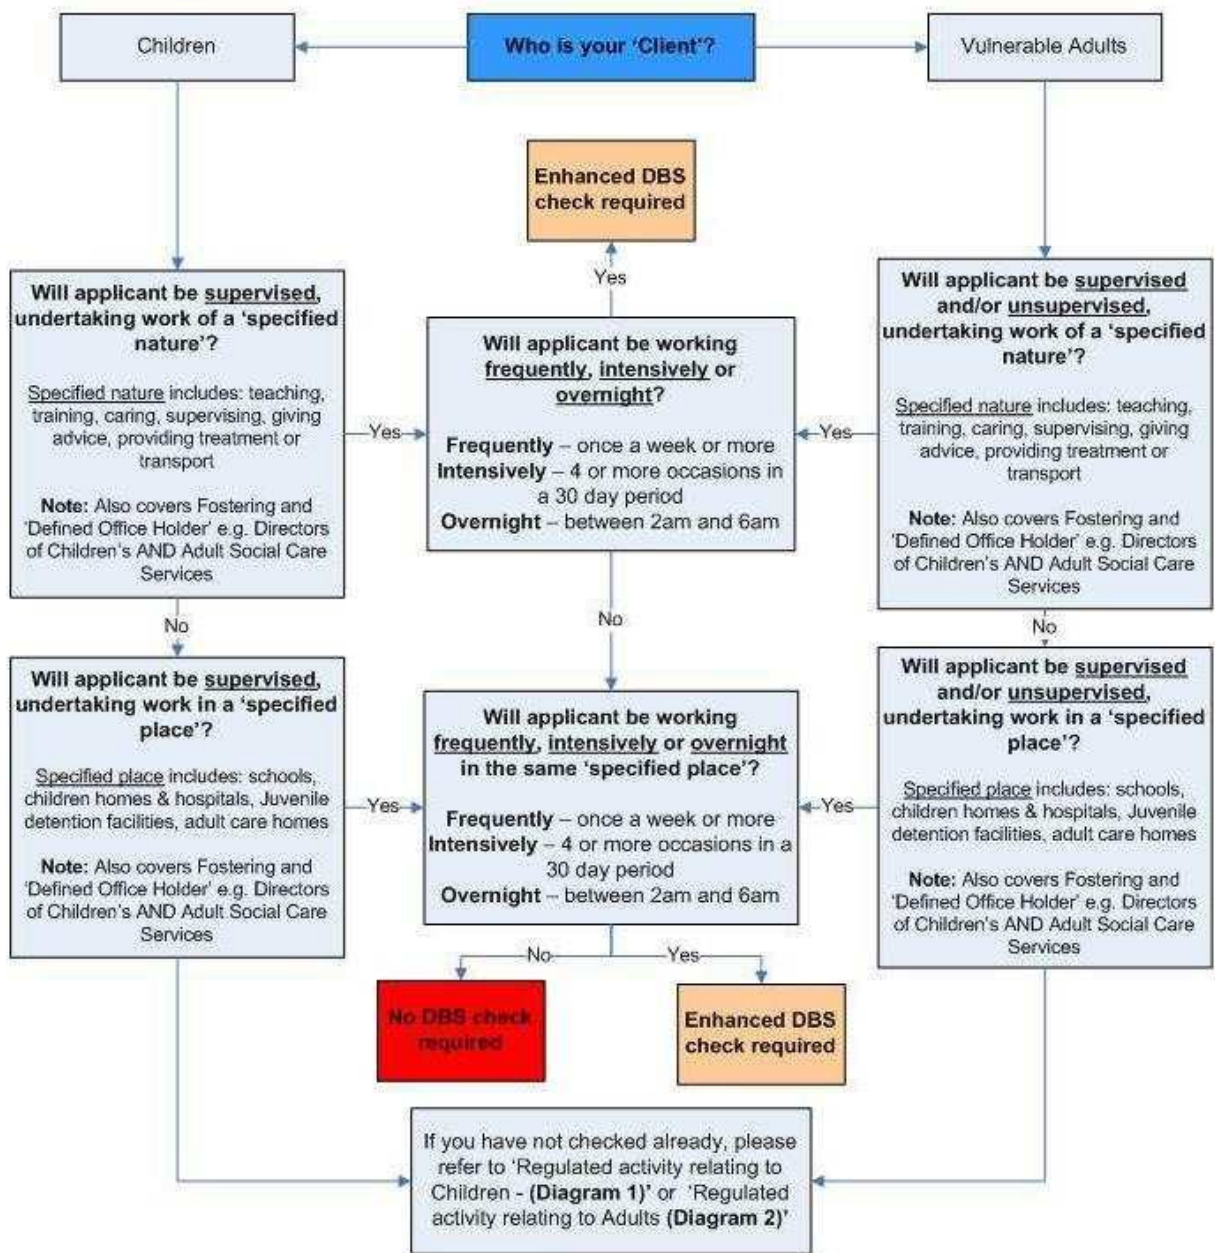 Children
Who is your ‘Client’?
Vulnerable Adults
Enhanced DBS
check required
Yes
Will applicant be supervised,
undertaking work of a ‘specified
nature’?
Specified nature includes: teaching,
training, caring, supervising, giving
advice, providing treatment or
transport
Note: Also covers Fostering and
‘Defined Office Holder’ e.g. Directors
of Children’s AND Adult Social Care
Services
Yes
Will applicant be working
frequently, intensively or
overnight?
Frequently – once a week or more
Intensively – 4 or more occasions in
a 30 day period
Overnight – between 2am and 6am
Yes
Will applicant be supervised
and/or unsupervised,
undertaking work of a ‘specified
nature’?
Specified nature includes: teaching,
training, caring, supervising, giving
advice, providing treatment or
transport
Note: Also covers Fostering and
‘Defined Office Holder’ e.g. Directors
of Children’s AND Adult Social Care
Services
No
No
No
Will applicant be supervised,
undertaking work in a ‘specified
place’?
Specified place includes: schools,
children homes & hospitals, Juvenile
detention facilities, adult care homes
Note: Also covers Fostering and
‘Defined Office Holder’ e.g. Directors
of Children’s AND Adult Social Care
Services
Yes
Will applicant be working
frequently, intensively or overnight
in the same ‘specified place’?
Frequently – once a week or more
Intensively – 4 or more occasions in a
30 day period
Overnight – between 2am and 6am
Yes
Will applicant be supervised
and/or unsupervised,
undertaking work in a ‘specified
place’?
Specified place includes: schools,
children homes & hospitals, Juvenile
detention facilities, adult care homes
Note: Also covers Fostering and
‘Defined Office Holder’ e.g. Directors
of Children’s AND Adult Social Care
Services
No
Yes
No DBS check
required
Enhanced DBS
check required
If you have not checked already, please
refer to ‘Regulated activity relating to
Children - (Diagram 1)’ or ‘Regulated
activity relating to Adults (Diagram 2)’